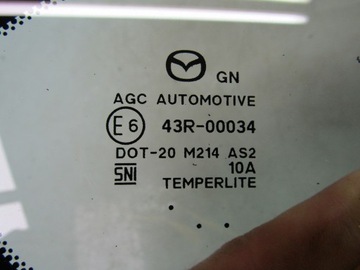 GN
AGC AUTOMOTIVE
E6 43R-00034
DOT-20 M214 AS2
SNI 10A
TEMPERLITE